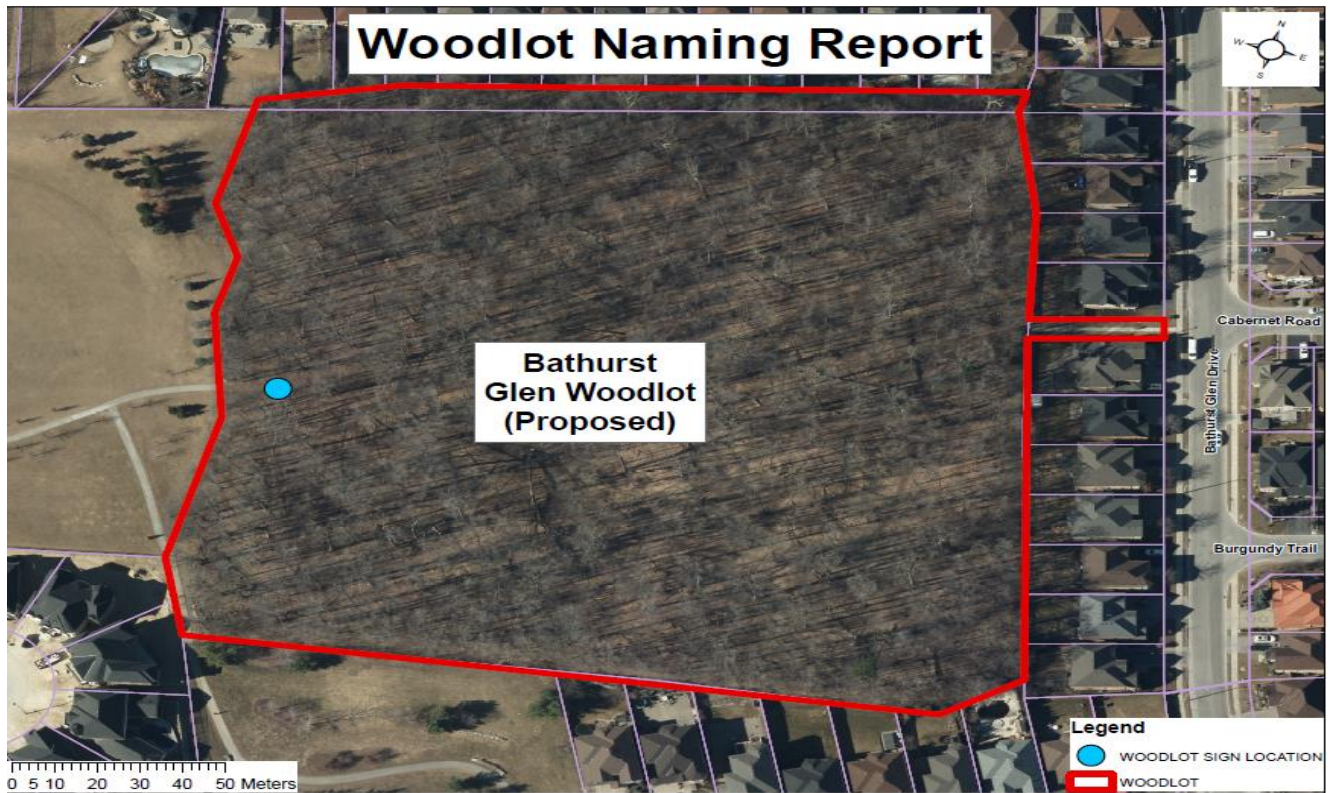 Woodlot Naming Report
N
W
E
S
Bathurst
Glen Woodlot
(Proposed)
Cabernet Road
Bathurst Glen Drive
Burgundy Trail
Legend
WOODLOT SIGN LOCATION
WOODLOT
0 5 10 20 30 40 50 Meters